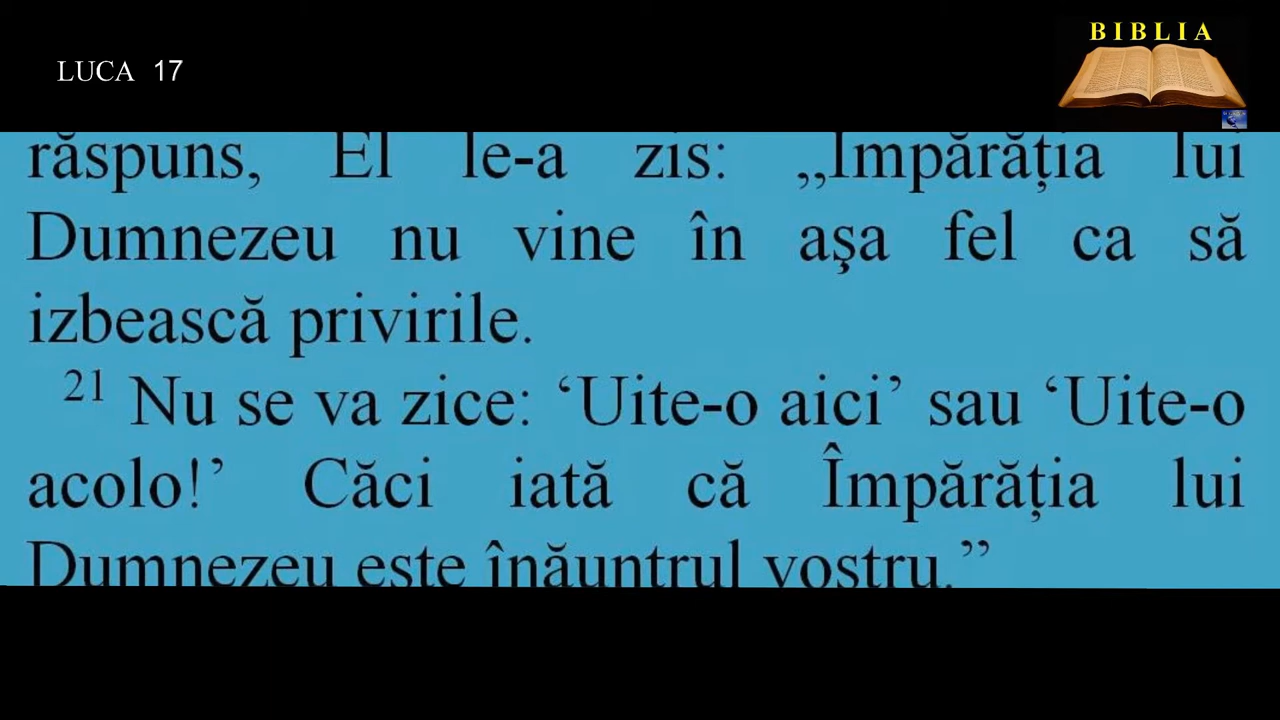 BIBLIA
LUCA 17
răspuns, El le-a zis: „Împărăția lui
Dumnezeu nu vine în aşa fel ca să
izbească privirile.
21 Nu se va zice: ‘Uite-o aici’ sau ‘Uite-o
acolo!’ Căci iată că Împărăția lui
Dumnezeu este înăuntrul vostru.”